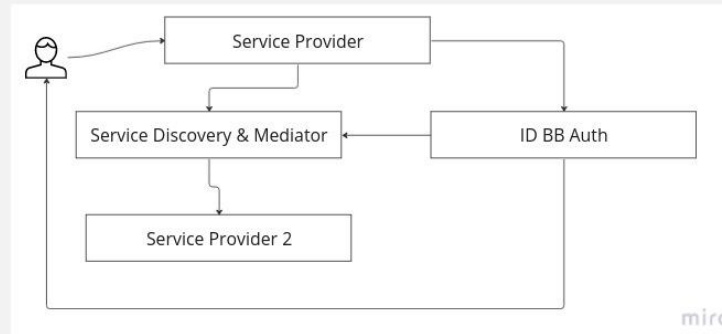 Service Provider
Service Discovery & Mediator
ID BB Auth
Service Provider 2